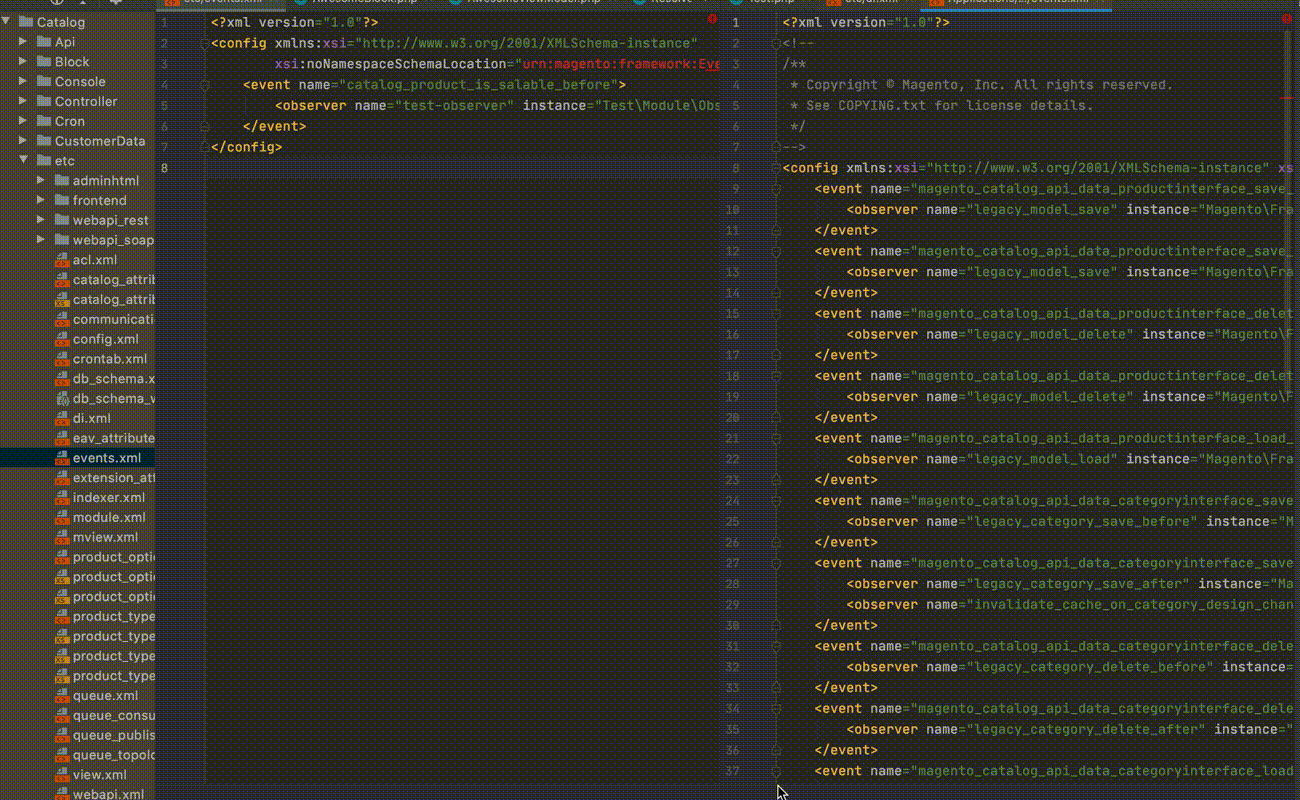 Catalog
Api
Block
Console
Controller
Cron
CustomerData
etc
adminhtml
frontend
webapi_rest
webapi_soap
acl.xml
catalog_attrib
catalog_attrib
communicati
config.xml
crontab.xml
db_schema.x
db_schema_w
di.xml
eav_attribute
events.xml
extension_att
indexer.xml
module.xml
mview.xml
product_opti
product_opti
product_opti
product_type
product_type
product_type
product_type
queue.xml
queue_consu
queue_publis
queue_topolo
view.xml
webapi.xml
1 <?xml version="1.0"?>
2 <config xmlns:xsi="http://www.w3.org/2001/XMLSchema-instance"
3 xsi:noNamespaceSchemaLocation="urn:magento:framework:Eve
4 <event name="catalog_product_is_salable_before">
5 <observer name="test-observer" instance="Test\Module\Obs
6 </event>
7 </config>
8
1 <?xml version="1.0"?>
2 <!--
3 /**
4 * Copyright © Magento, Inc. All rights reserved.
5 * See COPYING.txt for license details.
6 */
7 -->
8 <config xmlns:xsi="http://www.w3.org/2001/XMLSchema-instance" xs
9 <event name="magento_catalog_api_data_productinterface_save_
10 <observer name="legacy_model_save" instance="Magento\Fra
11 </event>
12 <event name="magento_catalog_api_data_productinterface_save_
13 <observer name="legacy_model_save" instance="Magento\Fra
14 </event>
15 <event name="magento_catalog_api_data_productinterface_delet
16 <observer name="legacy_model_delete" instance="Magento\F
17 </event>
18 <event name="magento_catalog_api_data_productinterface_delet
19 <observer name="legacy_model_delete" instance="Magento\F
20 </event>
21 <event name="magento_catalog_api_data_productinterface_load_
22 <observer name="legacy_model_load" instance="Magento\Fra
23 </event>
24 <event name="magento_catalog_api_data_categoryinterface_save
25 <observer name="legacy_category_save_before" instance="M
26 </event>
27 <event name="magento_catalog_api_data_categoryinterface_save
28 <observer name="legacy_category_save_after" instance="Ma
29 <observer name="invalidate_cache_on_category_design_chan
30 </event>
31 <event name="magento_catalog_api_data_categoryinterface_dele
32 <observer name="legacy_category_delete_before" instance=
33 </event>
34 <event name="magento_catalog_api_data_categoryinterface_dele
35 <observer name="legacy_category_delete_after" instance="
36 </event>
37 <event name="magento_catalog_api_data_categoryinterface_load